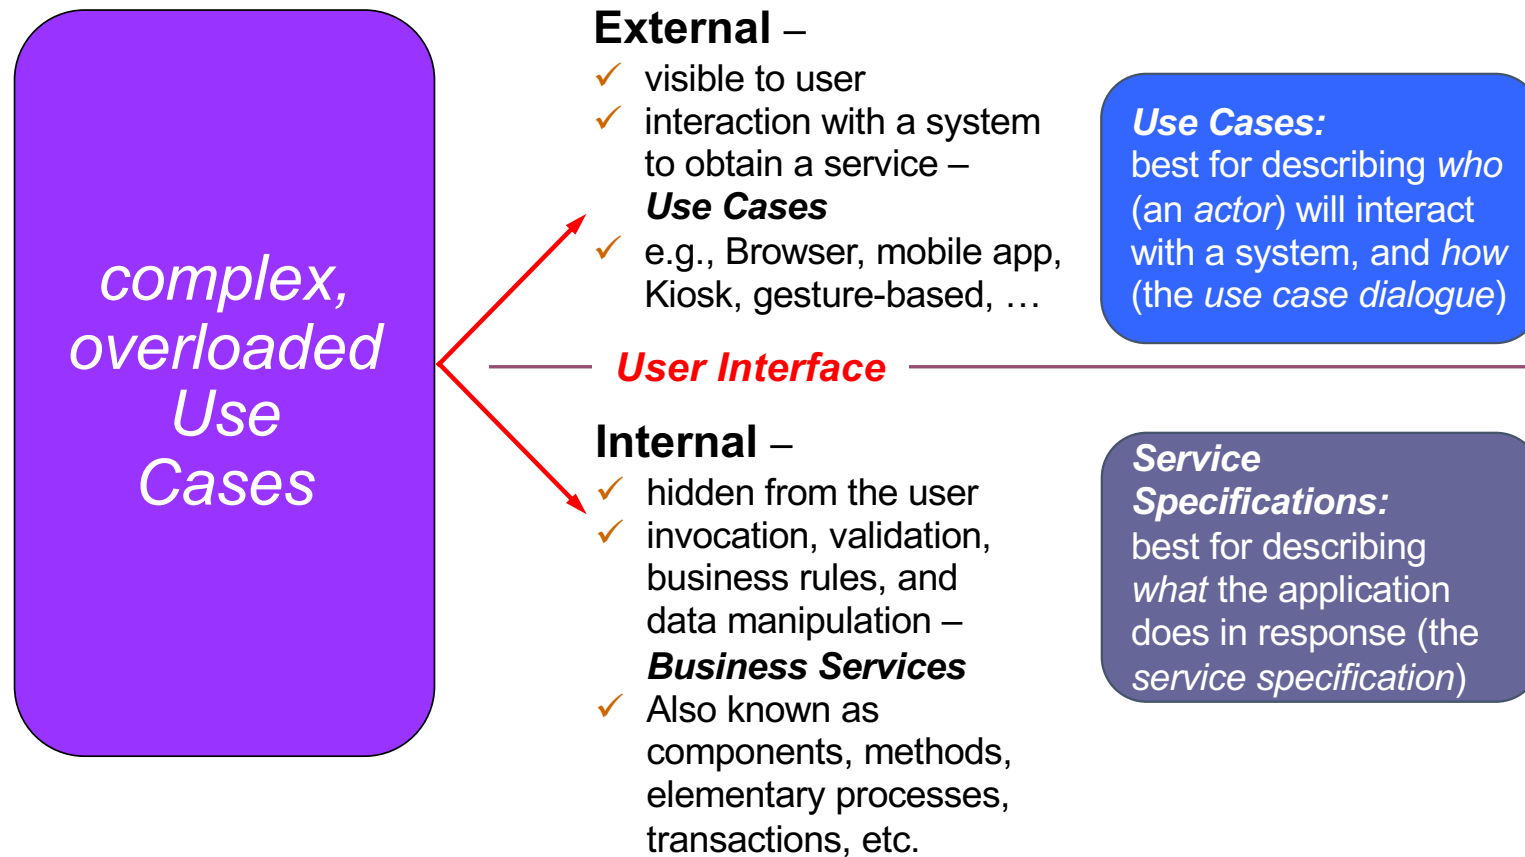 complex,
overloaded
Use
Cases
External –
✓ visible to user
✓ interaction with a system
to obtain a service –
Use Cases
✓ e.g., Browser, mobile app,
Kiosk, gesture-based, …
Use Cases:
best for describing who
(an actor) will interact
with a system, and how
(the use case dialogue)
User Interface
Internal –
✓ hidden from the user
✓ invocation, validation,
business rules, and
data manipulation –
Business Services
✓ Also known as
components, methods,
elementary processes,
transactions, etc.
Service
Specifications:
best for describing
what the application
does in response (the
service specification)